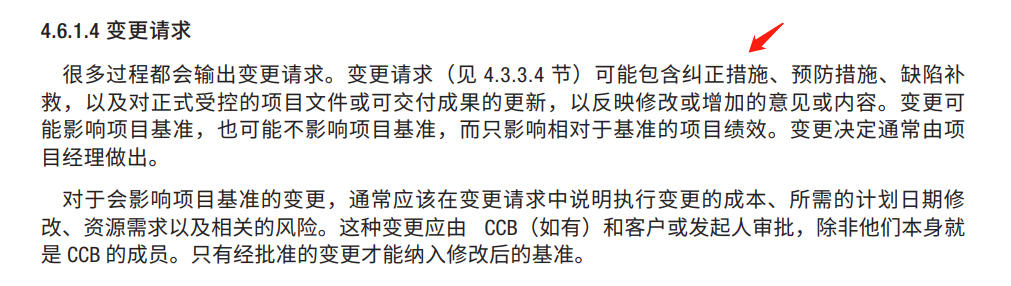 4.6.1.4 变更请求
很多过程都会输出变更请求。变更请求（见 4.3.3.4 节）可能包含纠正措施、预防措施、缺陷补
救，以及对正式受控的项目文件或可交付成果的更新，以反映修改或增加的意见或内容。变更可
能影响项目基准，也可能不影响项目基准，而只影响相对于基准的项目绩效。变更决定通常由项
目经理做出。
对于会影响项目基准的变更，通常应该在变更请求中说明执行变更的成本、所需的计划日期修
改、资源需求以及相关的风险。这种变更应由 CCB（如有）和客户或发起人审批，除非他们本身就
是 CCB 的成员。只有经批准的变更才能纳入修改后的基准。